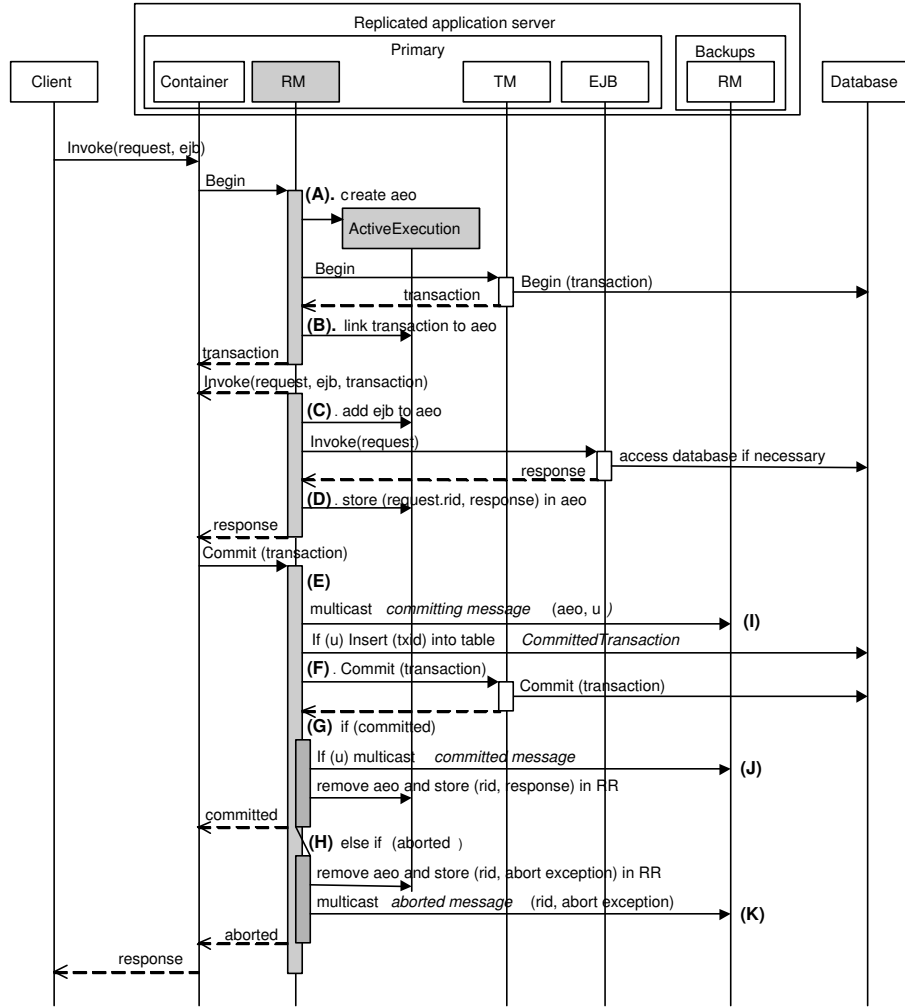 Replicated application server
Primary
Backups
Client
Container
RM
TM
EJB
RM
Database
Invoke(request, ejb)
Begin
(A). create aeo
ActiveExecution
Begin
Begin (transaction)
transaction
(B). link transaction to aeo
transaction
Invoke(request, ejb, transaction)
(C) . add ejb to aeo
Invoke(request)
access database if necessary
response
(D) . store (request.rid, response) in aeo
response
Commit (transaction)
(E)
multicast committing message (aeo, u )
(I)
If (u) Insert (txid) into table CommittedTransaction
(F) . Commit (transaction)
Commit (transaction)
(G) if (committed)
If (u) multicast committed message
(J)
remove aeo and store (rid, response) in RR
committed
(H) else if (aborted )
remove aeo and store (rid, abort exception) in RR
multicast aborted message (rid, abort exception)
(K)
aborted
response